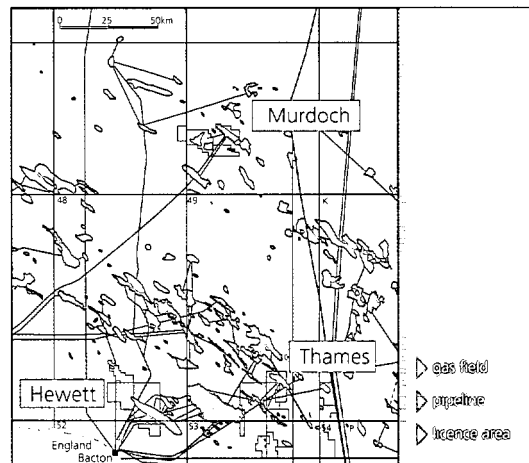 0 25 50km
Murdoch
48
49
K
Thames
gas field
Hewett
pipeline
52
53
54
licence area
England
Bacton